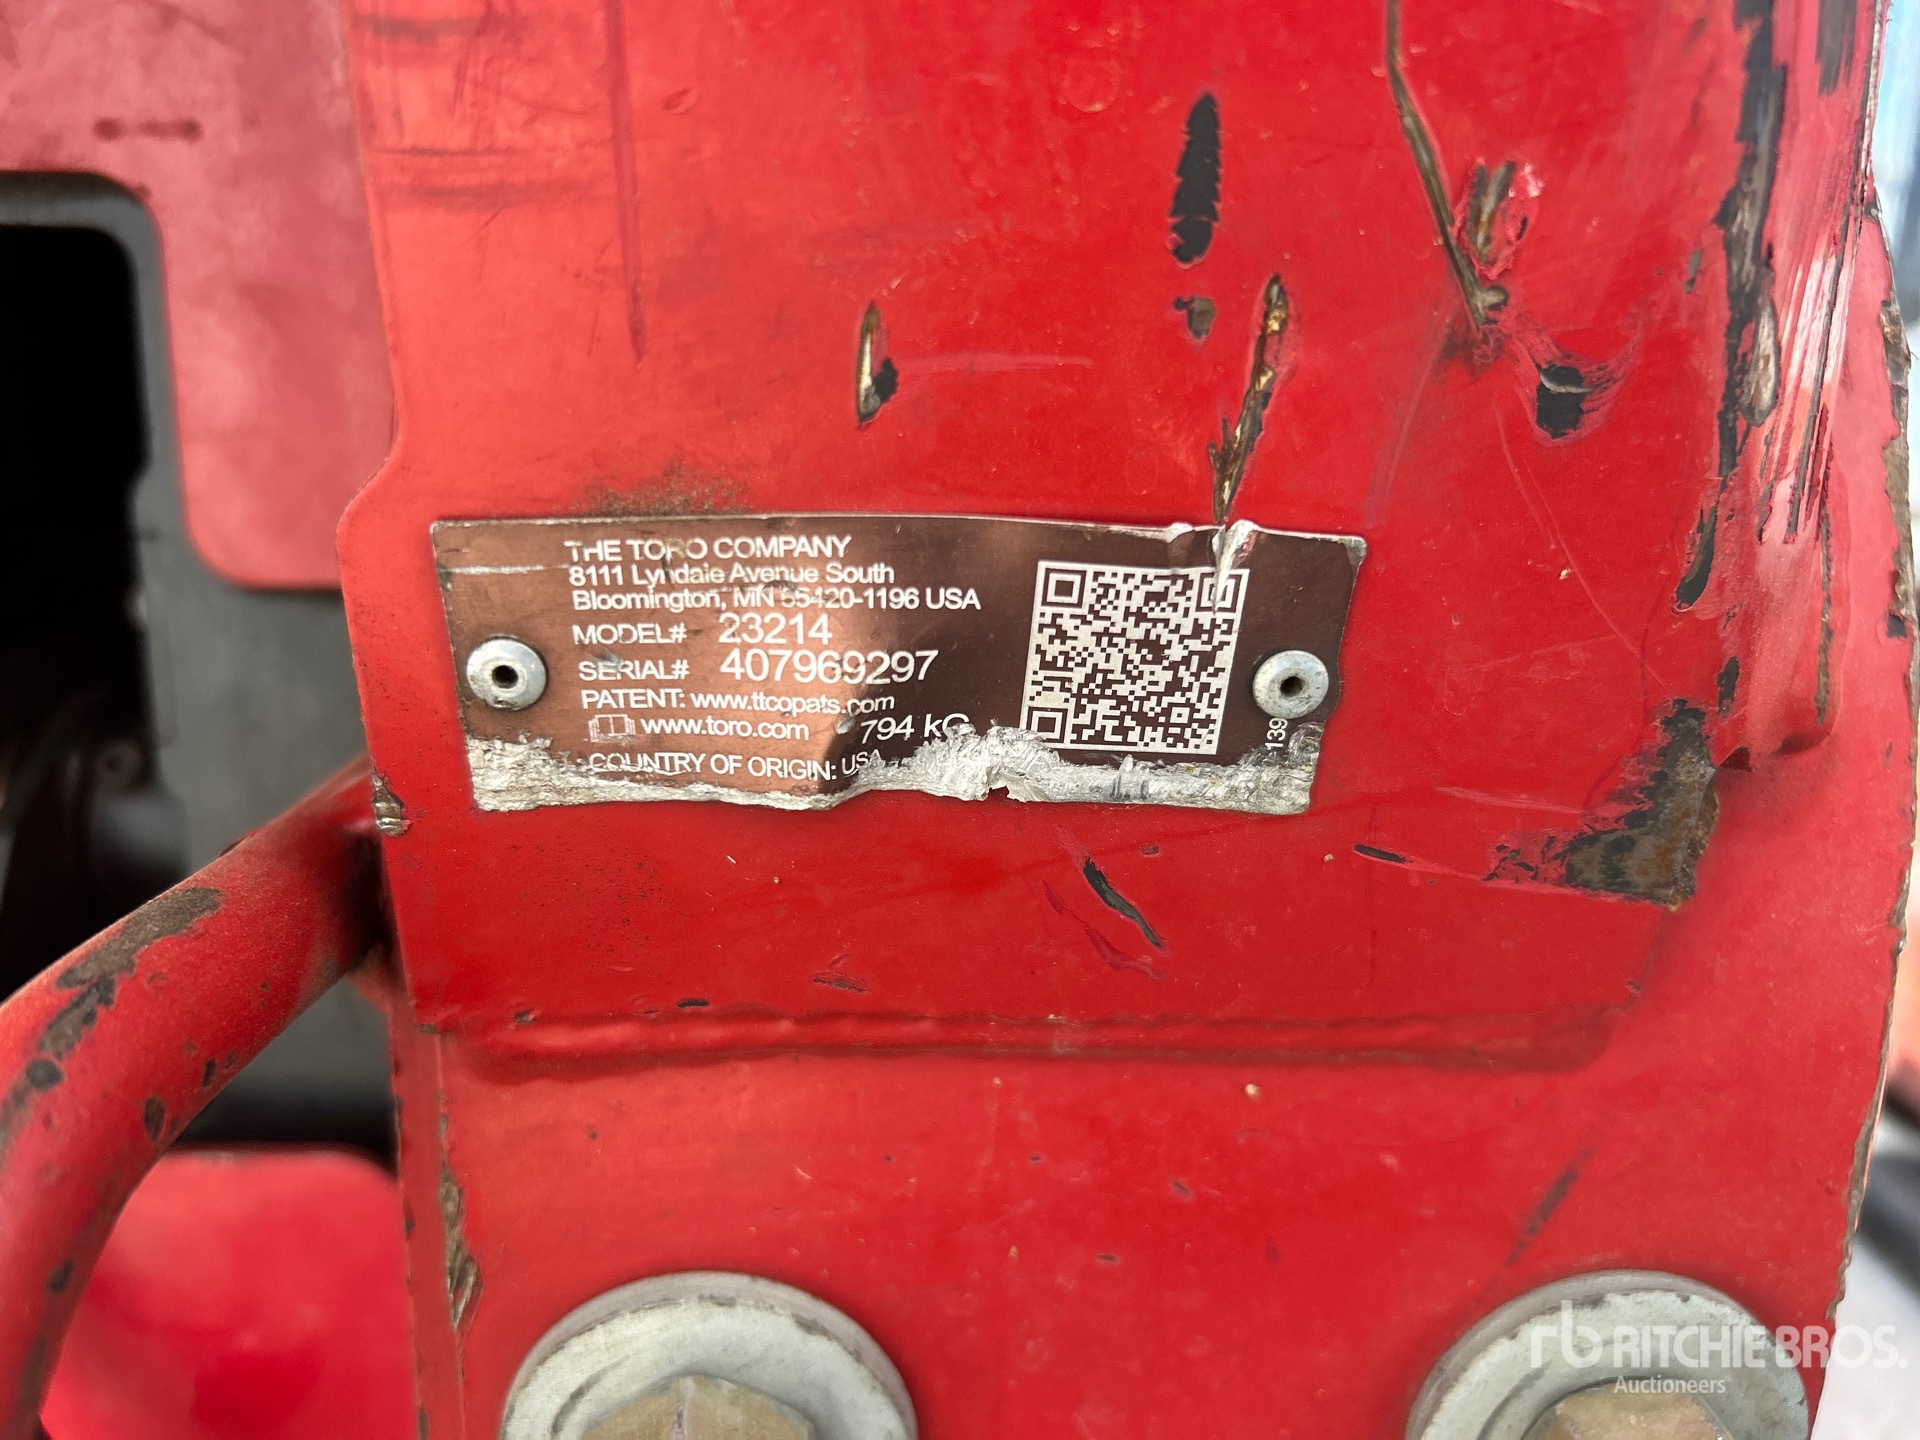 THE TORO COMPANY
8111 Lyndale Avenue South
Bloomington, MN 55420-1196 USA
MODEL# 23214
SERIAL# 407969297
PATENT: www.ttcopats.com
www.toro.com 794 kG
COUNTRY OF ORIGIN: USA
139
rb RITCHIE BROS.
Auctioneers